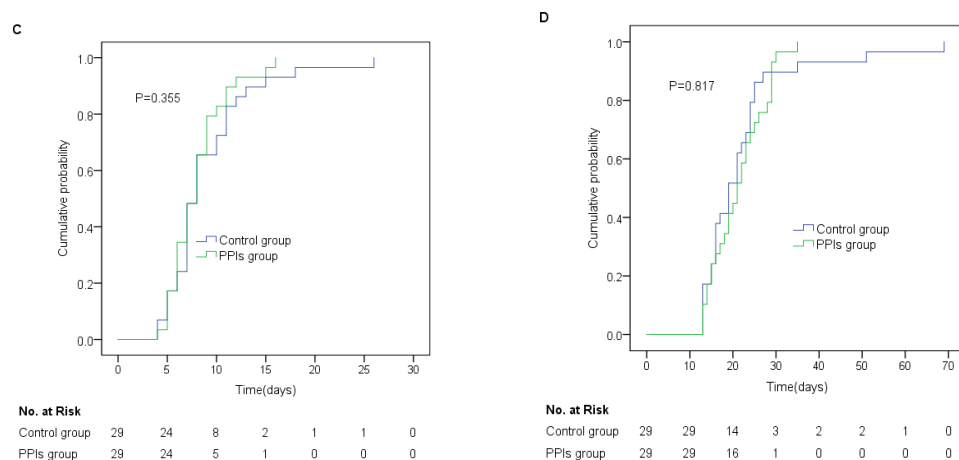 C
1.0
0.8
0.6
0.4
0.2
0.0
Cumulative probability
P=0.355
Control group
PPIs group
0 5 10 15 20 25 30
Time(days)
No. at Risk
Control group 29 24 8 2 1 1 0
PPIs group 29 24 5 1 0 0 0
D
1.0
0.8
0.6
0.4
0.2
0.0
Cumulative probability
P=0.817
Control group
PPIs group
0 10 20 30 40 50 60 70
Time(days)
No. at Risk
Control group 29 29 14 3 2 2 1 0
PPIs group 29 29 16 1 0 0 0 0